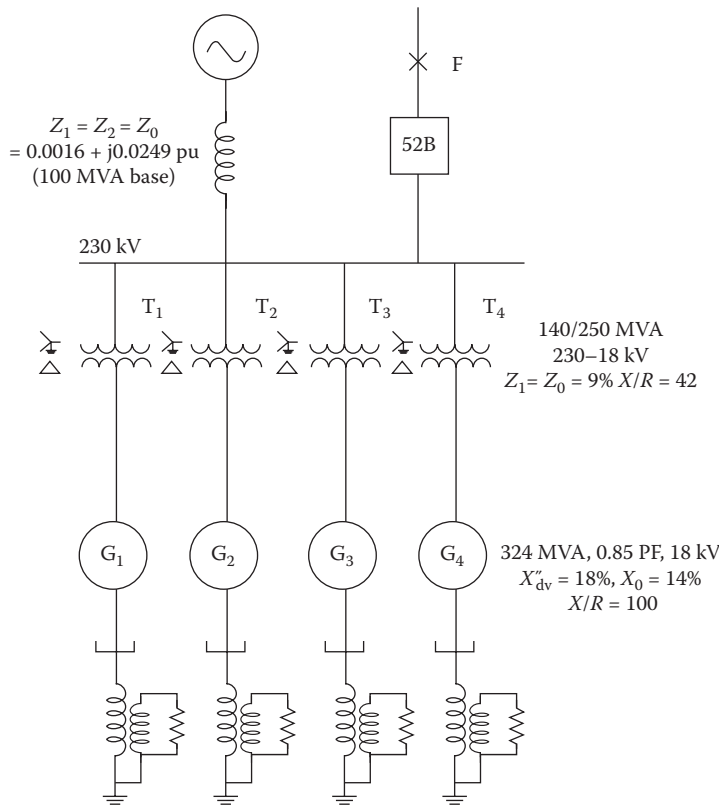 F
Z₁ = Z₂ = Z₀
= 0.0016 + j0.0249 pu
(100 MVA base)
52B
230 kV
T₁
T₂
T₃
T₄
140/250 MVA
230–18 kV
Z₁= Z₀ = 9% X/R = 42
G₁
G₂
G₃
G₄
324 MVA, 0.85 PF, 18 kV
X″dv = 18%, X₀ = 14%
X/R = 100